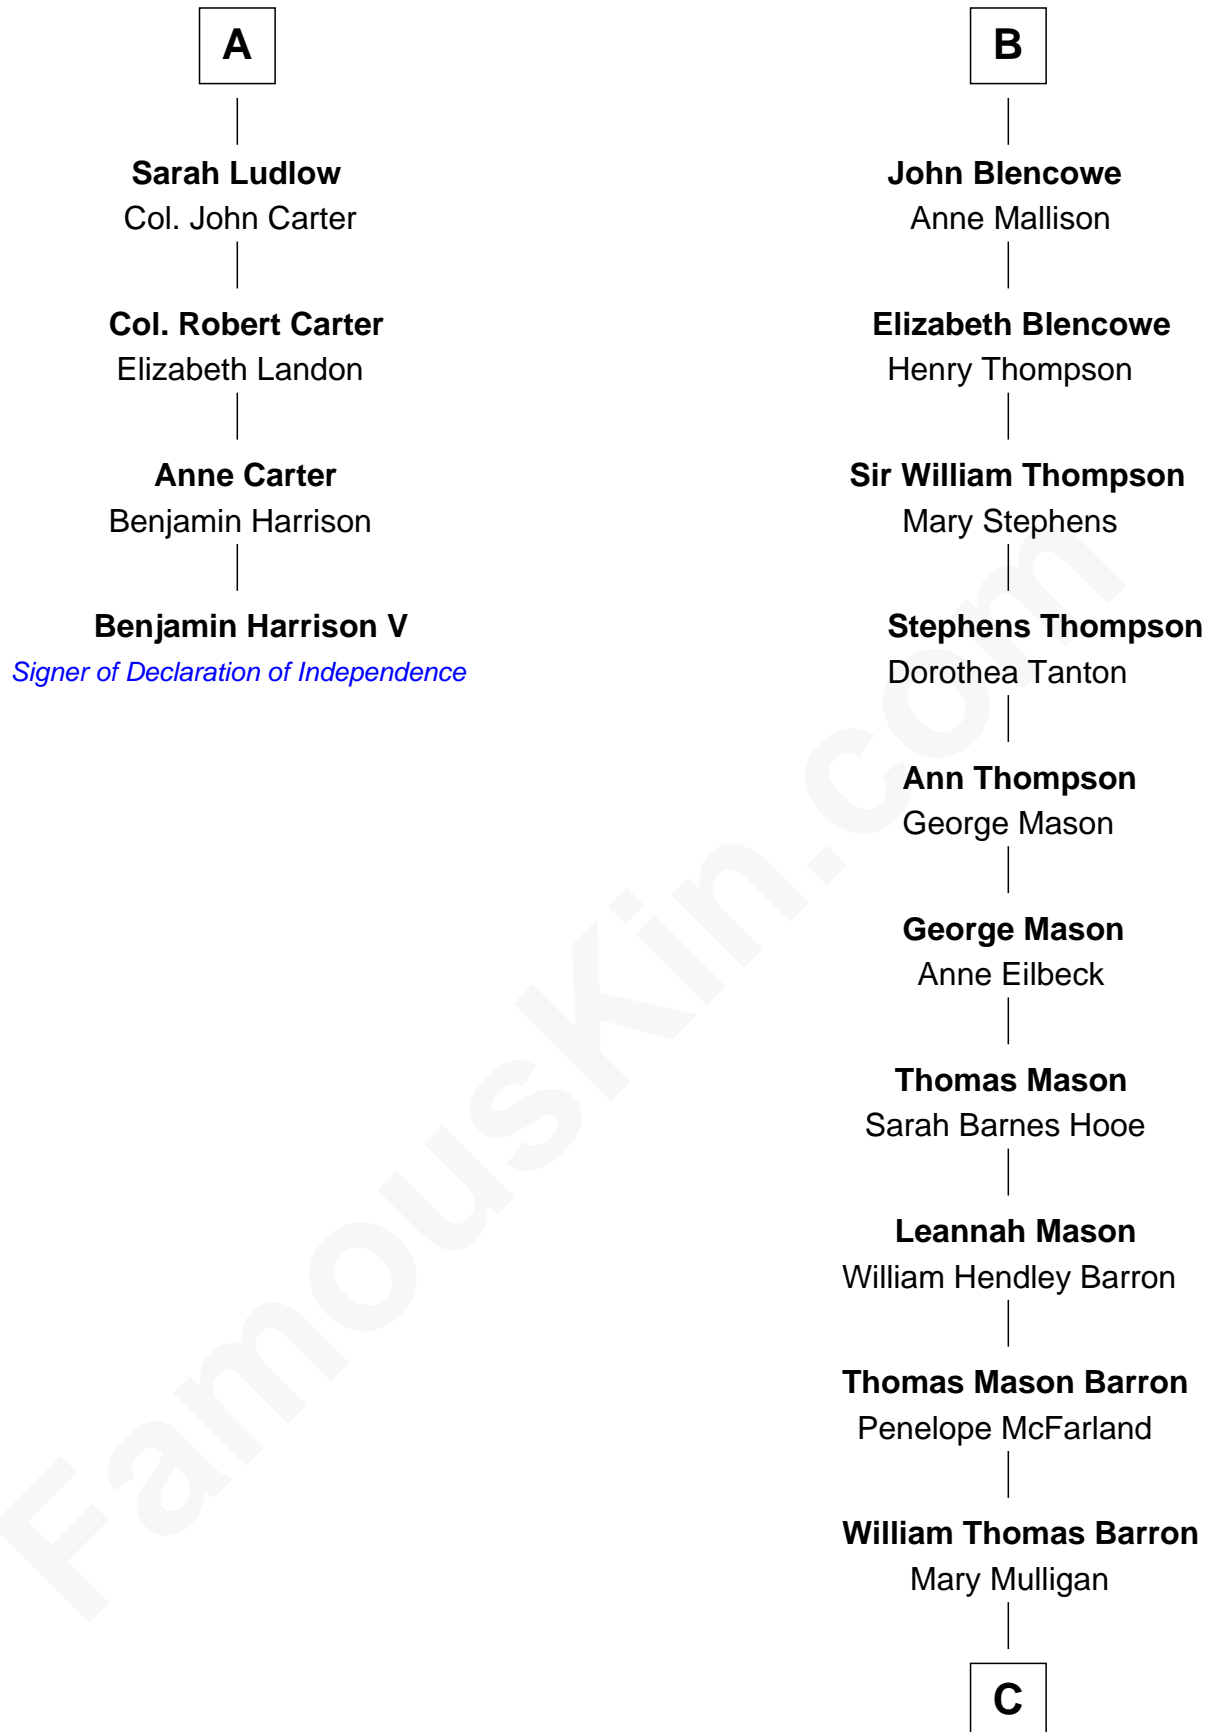 A
Sarah Ludlow
Col. John Carter
Col. Robert Carter
Elizabeth Landon
Anne Carter
Benjamin Harrison
Benjamin Harrison V
Signer of Declaration of Independence
B
John Blencowe
Anne Mallison
Elizabeth Blencowe
Henry Thompson
Sir William Thompson
Mary Stephens
Stephens Thompson
Dorothea Tanton
Ann Thompson
George Mason
George Mason
Anne Eilbeck
Thomas Mason
Sarah Barnes Hooe
Leannah Mason
William Hendley Barron
Thomas Mason Barron
Penelope McFarland
William Thomas Barron
Mary Mulligan
C
FamousKin.com